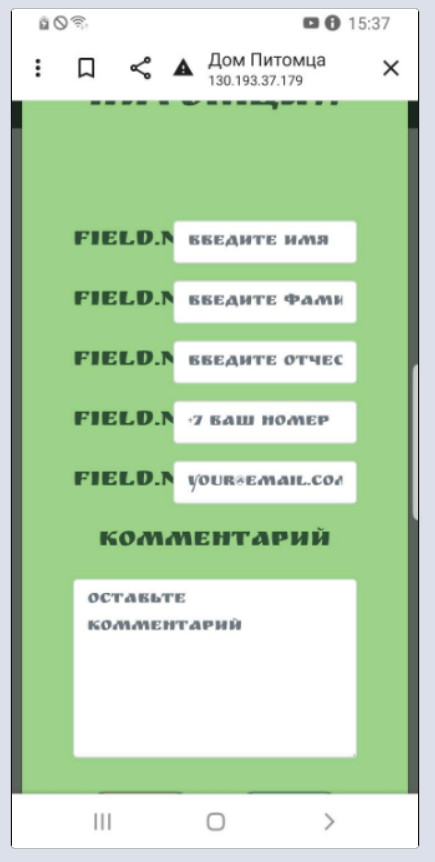 15:37
Дом Питомца
130.193.37.179
FIELD.N ВВЕДИТЕ ИМЯ
FIELD.N ВВЕДИТЕ ФАМИ
FIELD.N ВВЕДИТЕ ОТЧЕС
FIELD.N +7 ВАШ НОМЕР
FIELD.N YOUR@EMAIL.COM
КОММЕНТАРИЙ
ОСТАВЬТЕ
КОММЕНТАРИЙ